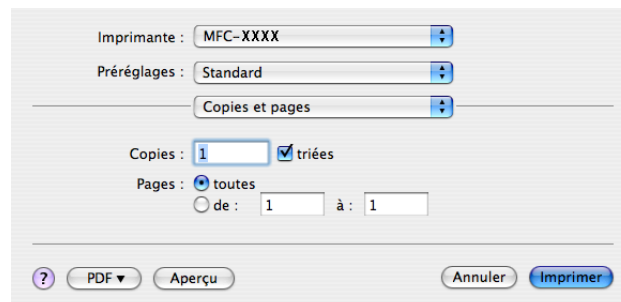 Imprimante : MFC-XXXX
Préréglages : Standard
Copies et pages
Copies : 1 triées
Pages : toutes
de : 1 à : 1
? PDF▼ Aperçu Annuler Imprimer